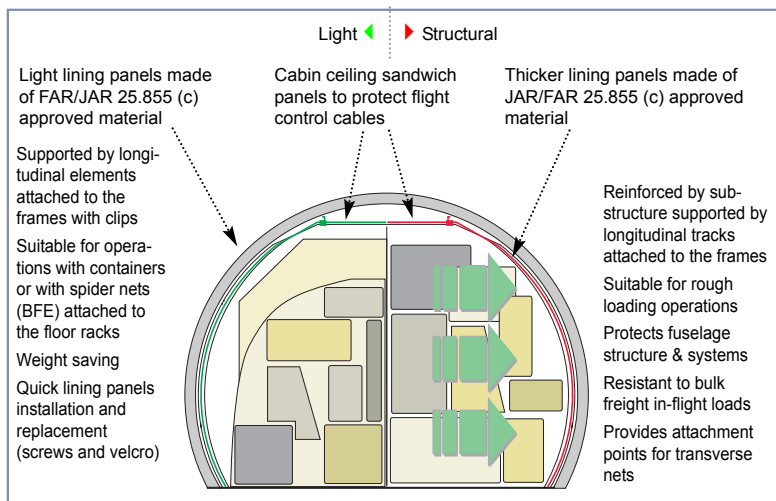 Light
Structural
Light lining panels made
of FAR/JAR 25.855 (c)
approved material
Cabin ceiling sandwich
panels to protect flight
control cables
Thicker lining panels made of
JAR/FAR 25.855 (c) approved
material
Supported by longi-
tudinal elements
attached to the
frames with clips
Suitable for opera-
tions with containers
or with spider nets
(BFE) attached to
the floor racks
Weight saving
Quick lining panels
installation and
replacement
(screws and velcro)
Reinforced by sub-
structure supported by
longitudinal tracks
attached to the frames
Suitable for rough
loading operations
Protects fuselage
structure & systems
Resistant to bulk
freight in-flight loads
Provides attachment
points for transverse
nets